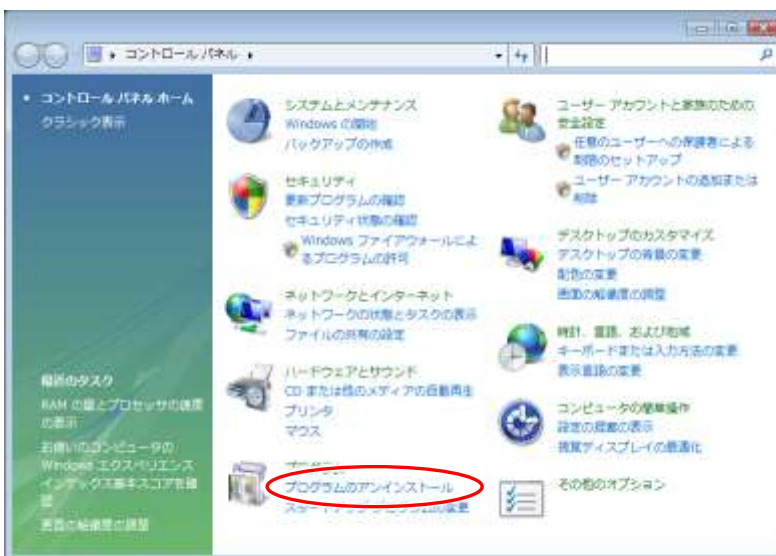 コントロール パネル
コントロール パネル ホーム
クラシック表示
システムとメンテナンス
Windows の開始
バックアップの作成
セキュリティ
更新プログラムの確認
セキュリティ状態の確認
Windows ファイアウォールによ
るプログラムの許可
ネットワークとインターネット
ネットワークの状態とタスクの表示
ファイルの共有の設定
ハードウェアとサウンド
CD または他のメディアの自動再生
プリンタ
マウス
プログラム
プログラムのアンインストール
スタートアップ プログラムの変更
ユーザー アカウントと家族のための
安全設定
任意のユーザーへの保護者による
制限のセットアップ
ユーザー アカウントの追加または
削除
デスクトップのカスタマイズ
デスクトップの背景の変更
配色の変更
画面の解像度の調整
時計、言語、および地域
キーボードまたは入力方法の変更
表示言語の変更
コンピュータの簡単操作
設定の提案の表示
視覚ディスプレイの最適化
その他のオプション
最近のタスク
RAM の量とプロセッサの速度
の表示
お使いのコンピュータの
Windows エクスペリエンス
インデックス基本スコアを確
認
画面の解像度の調整